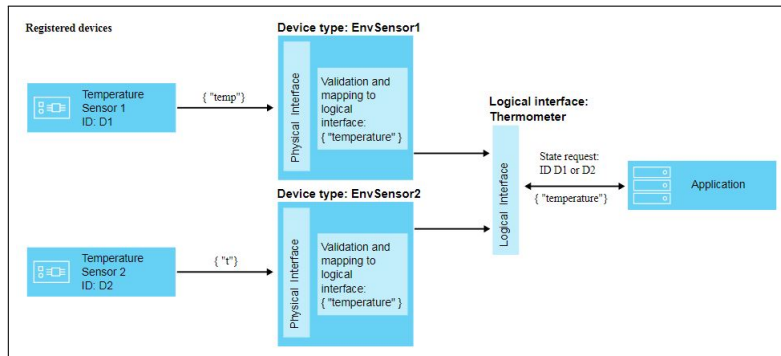 Registered devices
Device type: EnvSensor1
Temperature
Sensor 1
ID: D1
{ "temp"}
Physical Interface
Validation and
mapping to
logical
interface:
{ "temperature" }
Logical interface:
Thermometer
Logical Interface
State request:
ID D1 or D2
{ "temperature"}
Application
Device type: EnvSensor2
Temperature
Sensor 2
ID: D2
{ "t"}
Physical Interface
Validation and
mapping to
logical
interface:
{ "temperature" }